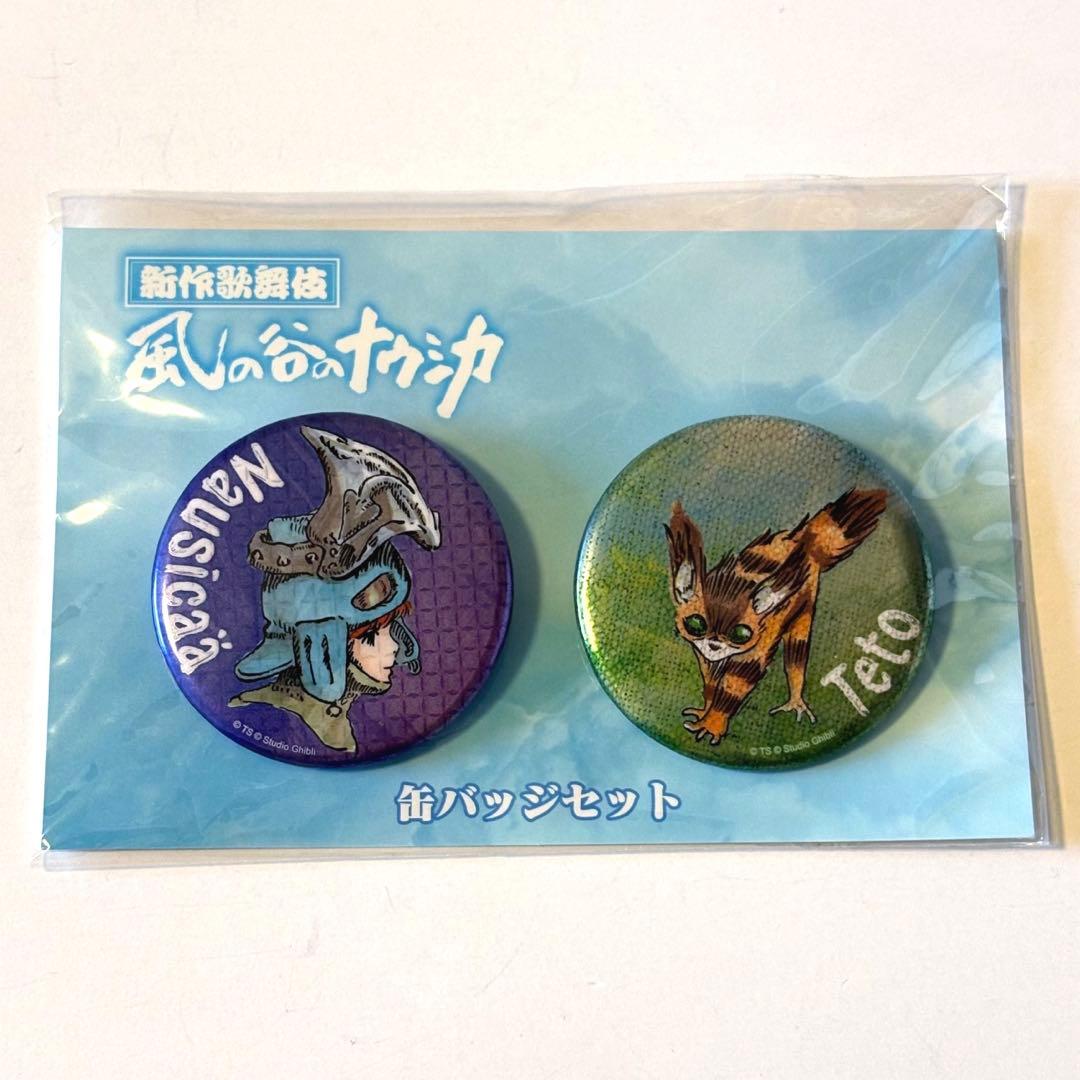 新作歌舞伎
風の谷のナウシカ
Nausicaä
© TS © Studio Ghibli
Teto
© TS © Studio Ghibli
缶バッジセット